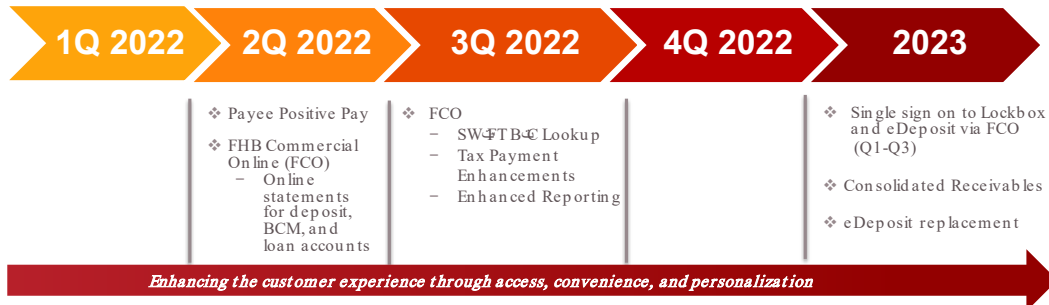 1Q 2022
2Q 2022
3Q 2022
4Q 2022
2023
❖ Payee Positive Pay
❖ FHB Commercial
Online (FCO)
– Online
statements
for deposit,
BCM, and
loan accounts
❖ FCO
– SWIFT BIC Lookup
– Tax Payment
Enhancements
– Enhanced Reporting
❖ Single sign on to Lockbox
and eDeposit via FCO
(Q1-Q3)
❖ Consolidated Receivables
❖ eDeposit replacement
Enhancing the customer experience through access, convenience, and personalization